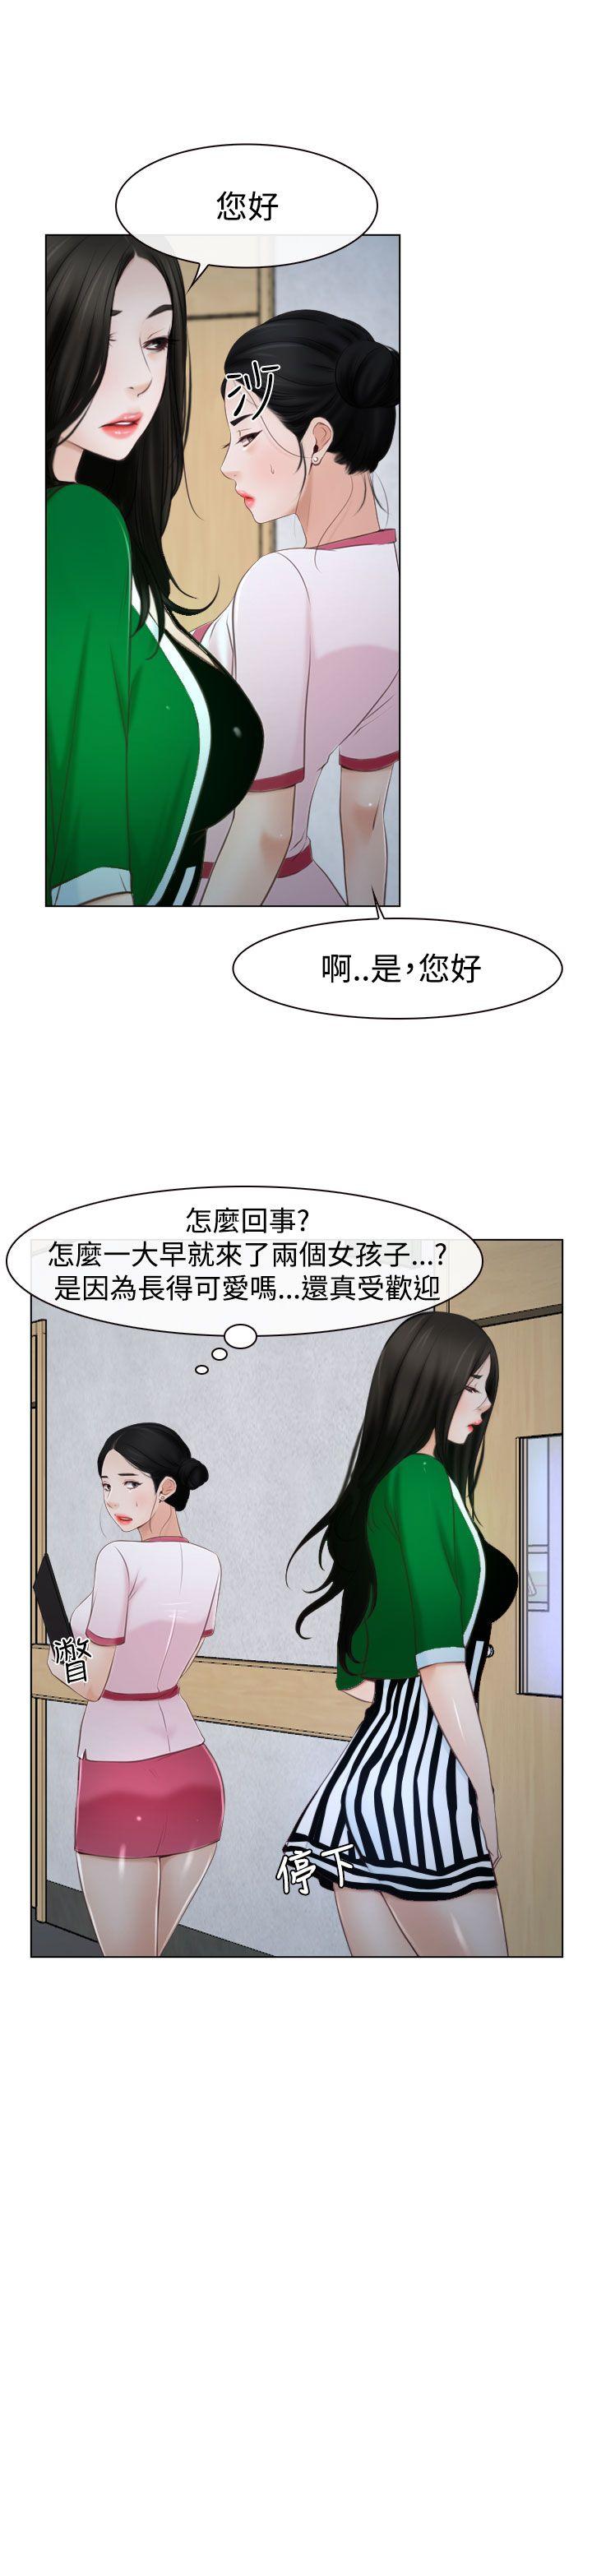 您好
沙
啊..是,您好
怎麼回事?
怎麼一大早就來了兩個女孩子...?
是因為長得可愛嗎...還真受歡迎
瞥
停下